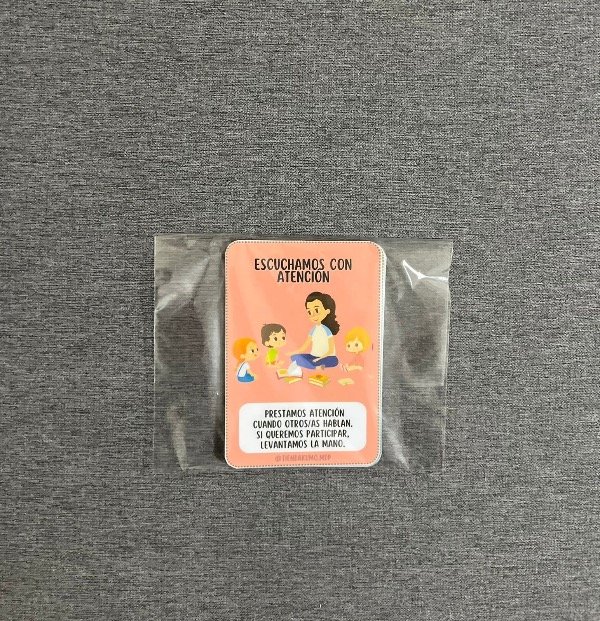 ESCUCHAMOS CON
ATENCIÓN
PRESTAMOS ATENCIÓN
CUANDO OTROS/AS HABLAN.
SI QUEREMOS PARTICIPAR,
LEVANTAMOS LA MANO.